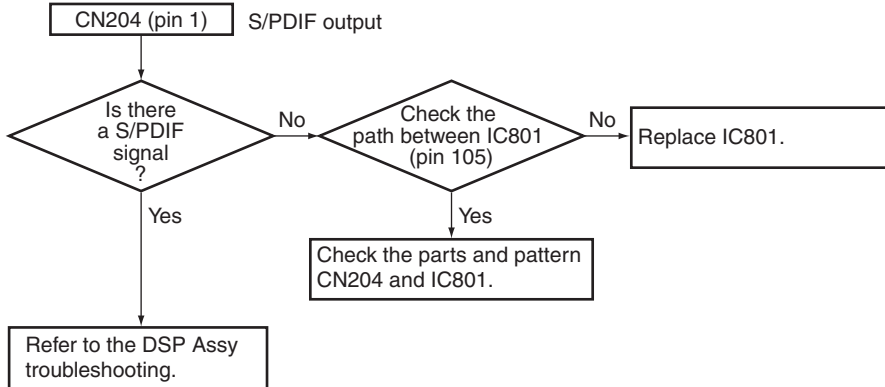 CN204 (pin 1)
S/PDIF output
Is there
a S/PDIF
signal
?
No
Check the
path between IC801
(pin 105)
No
Replace IC801.
Yes
Yes
Check the parts and pattern
CN204 and IC801.
Refer to the DSP Assy
troubleshooting.